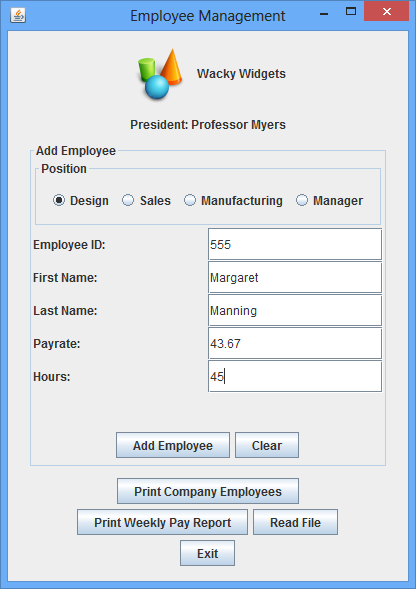 Employee Management
Wacky Widgets
President: Professor Myers
Add Employee
Position
Design Sales Manufacturing Manager
Employee ID: 555
First Name: Margaret
Last Name: Manning
Payrate: 43.67
Hours: 45
Add Employee Clear
Print Company Employees
Print Weekly Pay Report Read File
Exit